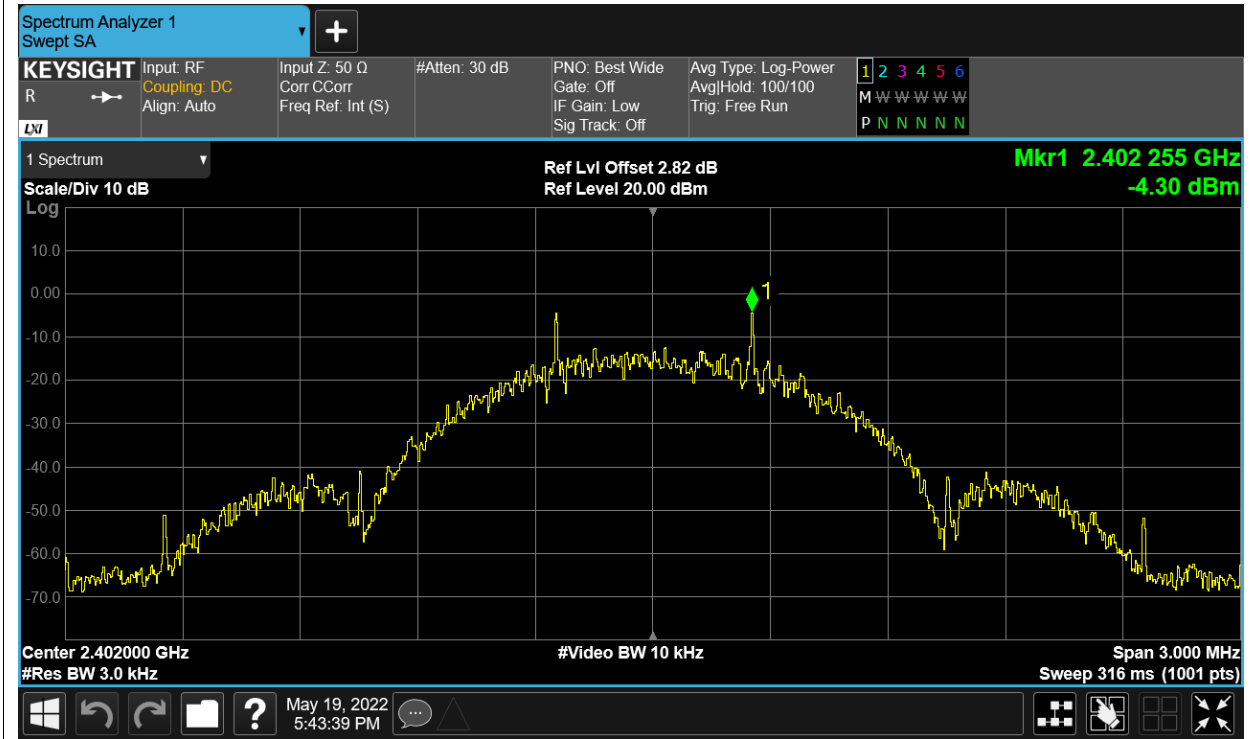 Spectrum Analyzer 1
Swept SA
KEYSIGHT
R
LXI
Input: RF
Coupling: DC
Align: Auto
Input Z: 50 Ω
Corr CCorr
Freq Ref: Int (S)
#Atten: 30 dB
PNO: Best Wide
Gate: Off
IF Gain: Low
Sig Track: Off
Avg Type: Log-Power
Avg|Hold: 100/100
Trig: Free Run
1 2 3 4 5 6
M W W W W W
P N N N N N N
1 Spectrum
Scale/Div 10 dB
Log
Ref Lvl Offset 2.82 dB
Ref Level 20.00 dBm
Mkr1 2.402 255 GHz
-4.30 dBm
10.0
0.00
-10.0
-20.0
-30.0
-40.0
-50.0
-60.0
-70.0
1
Center 2.402000 GHz
#Res BW 3.0 kHz
#Video BW 10 kHz
Span 3.000 MHz
Sweep 316 ms (1001 pts)
?
May 19, 2022
5:43:39 PM